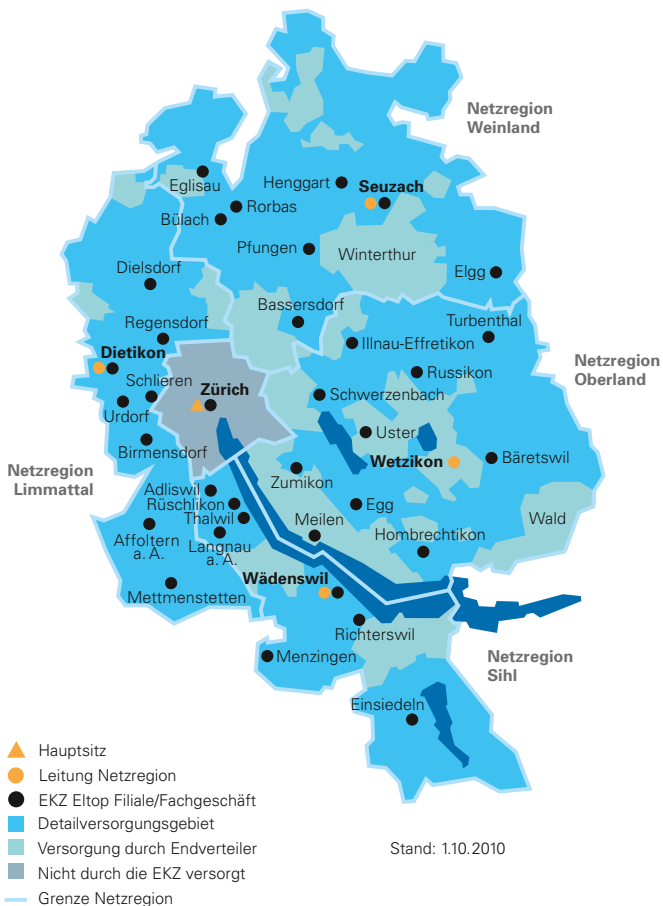 Netzregion
Weinland
Eglisau
Henggart
Seuzach
Rorbas
Bülach
Pfungen
Winterthur
Dielsdorf
Elgg
Bassersdorf
Turbenthal
Regensdorf
Illnau-Effretikon
Dietikon
Netzregion
Oberland
Russikon
Schlieren
Zürich
Schwerzenbach
Urdorf
Uster
Birmensdorf
Wetzikon
Bäretswil
Netzregion
Limmattal
Zumikon
Adliswil
Rüschlikon
Egg
Thalwil
Meilen
Wald
Affoltern
a. A.
Langnau
a. A.
Hombrechtikon
Wädenswil
Mettmenstetten
Richterswil
Netzregion
Sihl
Menzingen
Einsiedeln
Hauptsitz
Leitung Netzregion
EKZ Eltop Filiale/Fachgeschäft
Detailversorgungsgebiet
Versorgung durch Endverteiler
Stand: 1.10.2010
Nicht durch die EKZ versorgt
Grenze Netzregion